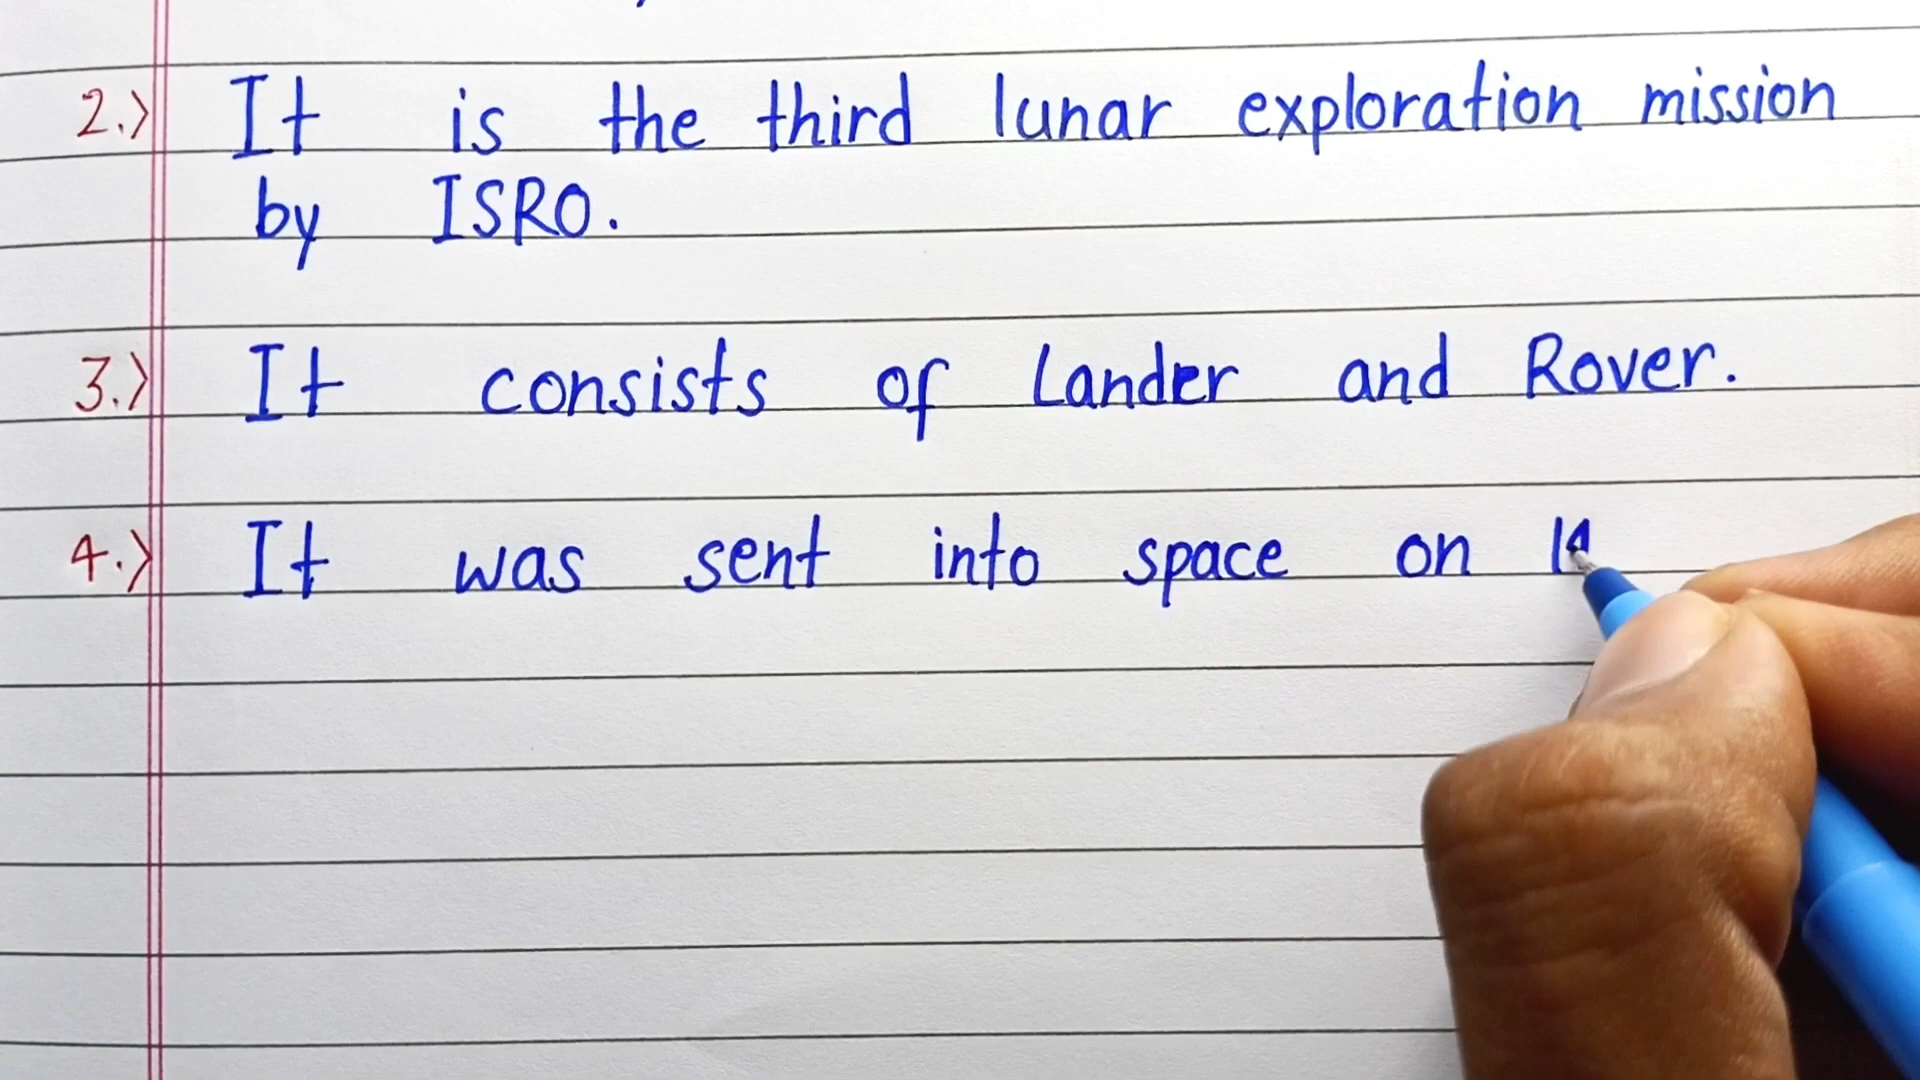 2.) It is the third lunar exploration mission
by ISRO.
3.) It consists of Lander and Rover.
4.) It was sent into space on